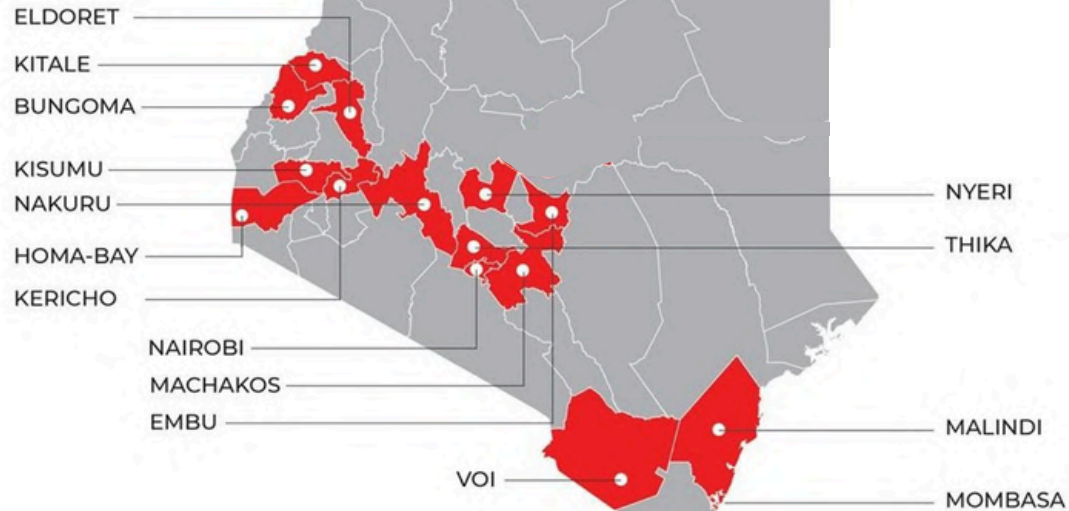 ELDORET
KITALE
BUNGOMA
KISUMU
NAKURU
HOMA-BAY
KERICHO
NAIROBI
MACHAKOS
EMBU
VOI
NYERI
THIKA
MALINDI
MOMBASA